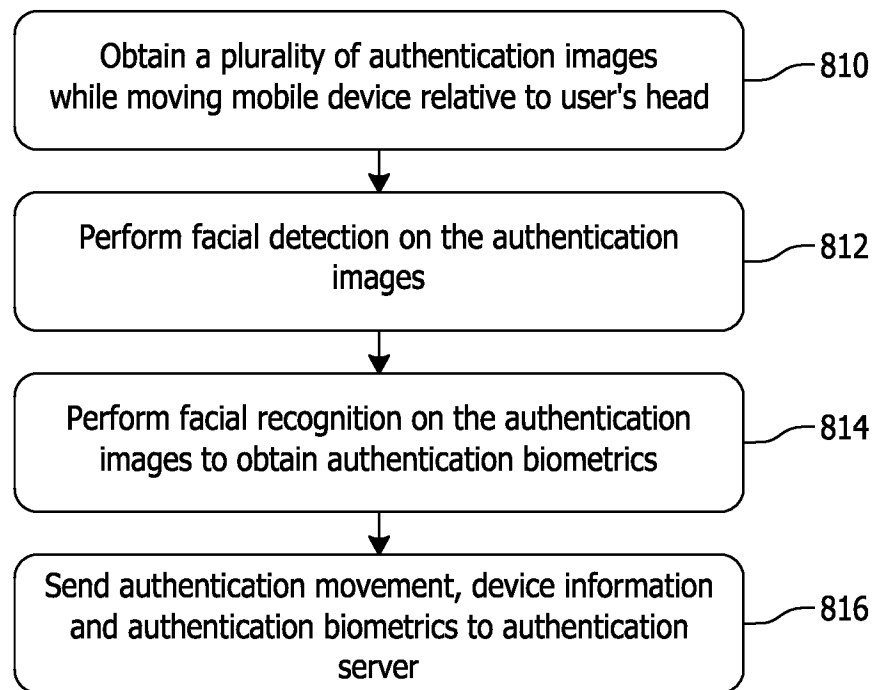 Obtain a plurality of authentication images
while moving mobile device relative to user's head
810
Perform facial detection on the authentication
images
812
Perform facial recognition on the authentication
images to obtain authentication biometrics
814
Send authentication movement, device information
and authentication biometrics to authentication
server
816